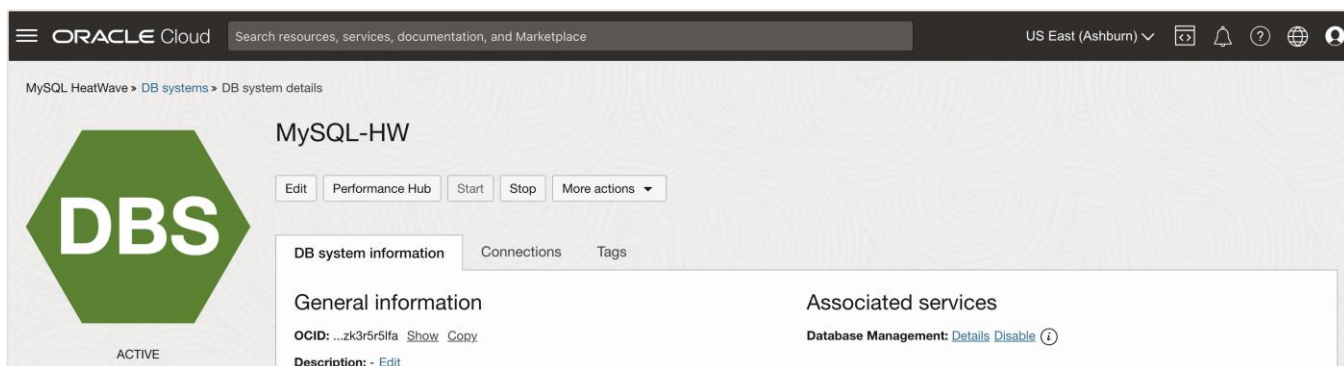 ORACLE Cloud Search resources, services, documentation, and Marketplace US East (Ashburn)
MySQL HeatWave » DB systems » DB system details
DBS
ACTIVE
MySQL-HW
Edit Performance Hub Start Stop More actions
DB system information Connections Tags
General information
OCID: ...zk3r5r5lfa Show Copy
Description: - Edit
Associated services
Database Management: Details Disable i